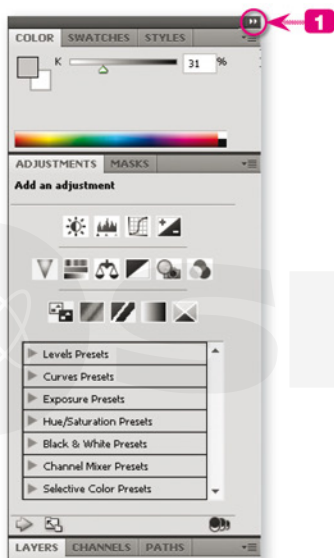 1
COLOR SWATCHES STYLES
K 31 %
ADJUSTMENTS MASKS
Add an adjustment
Levels Presets
Curves Presets
Exposure Presets
Hue/Saturation Presets
Black & White Presets
Channel Mixer Presets
Selective Color Presets
LAYERS CHANNELS PATHS